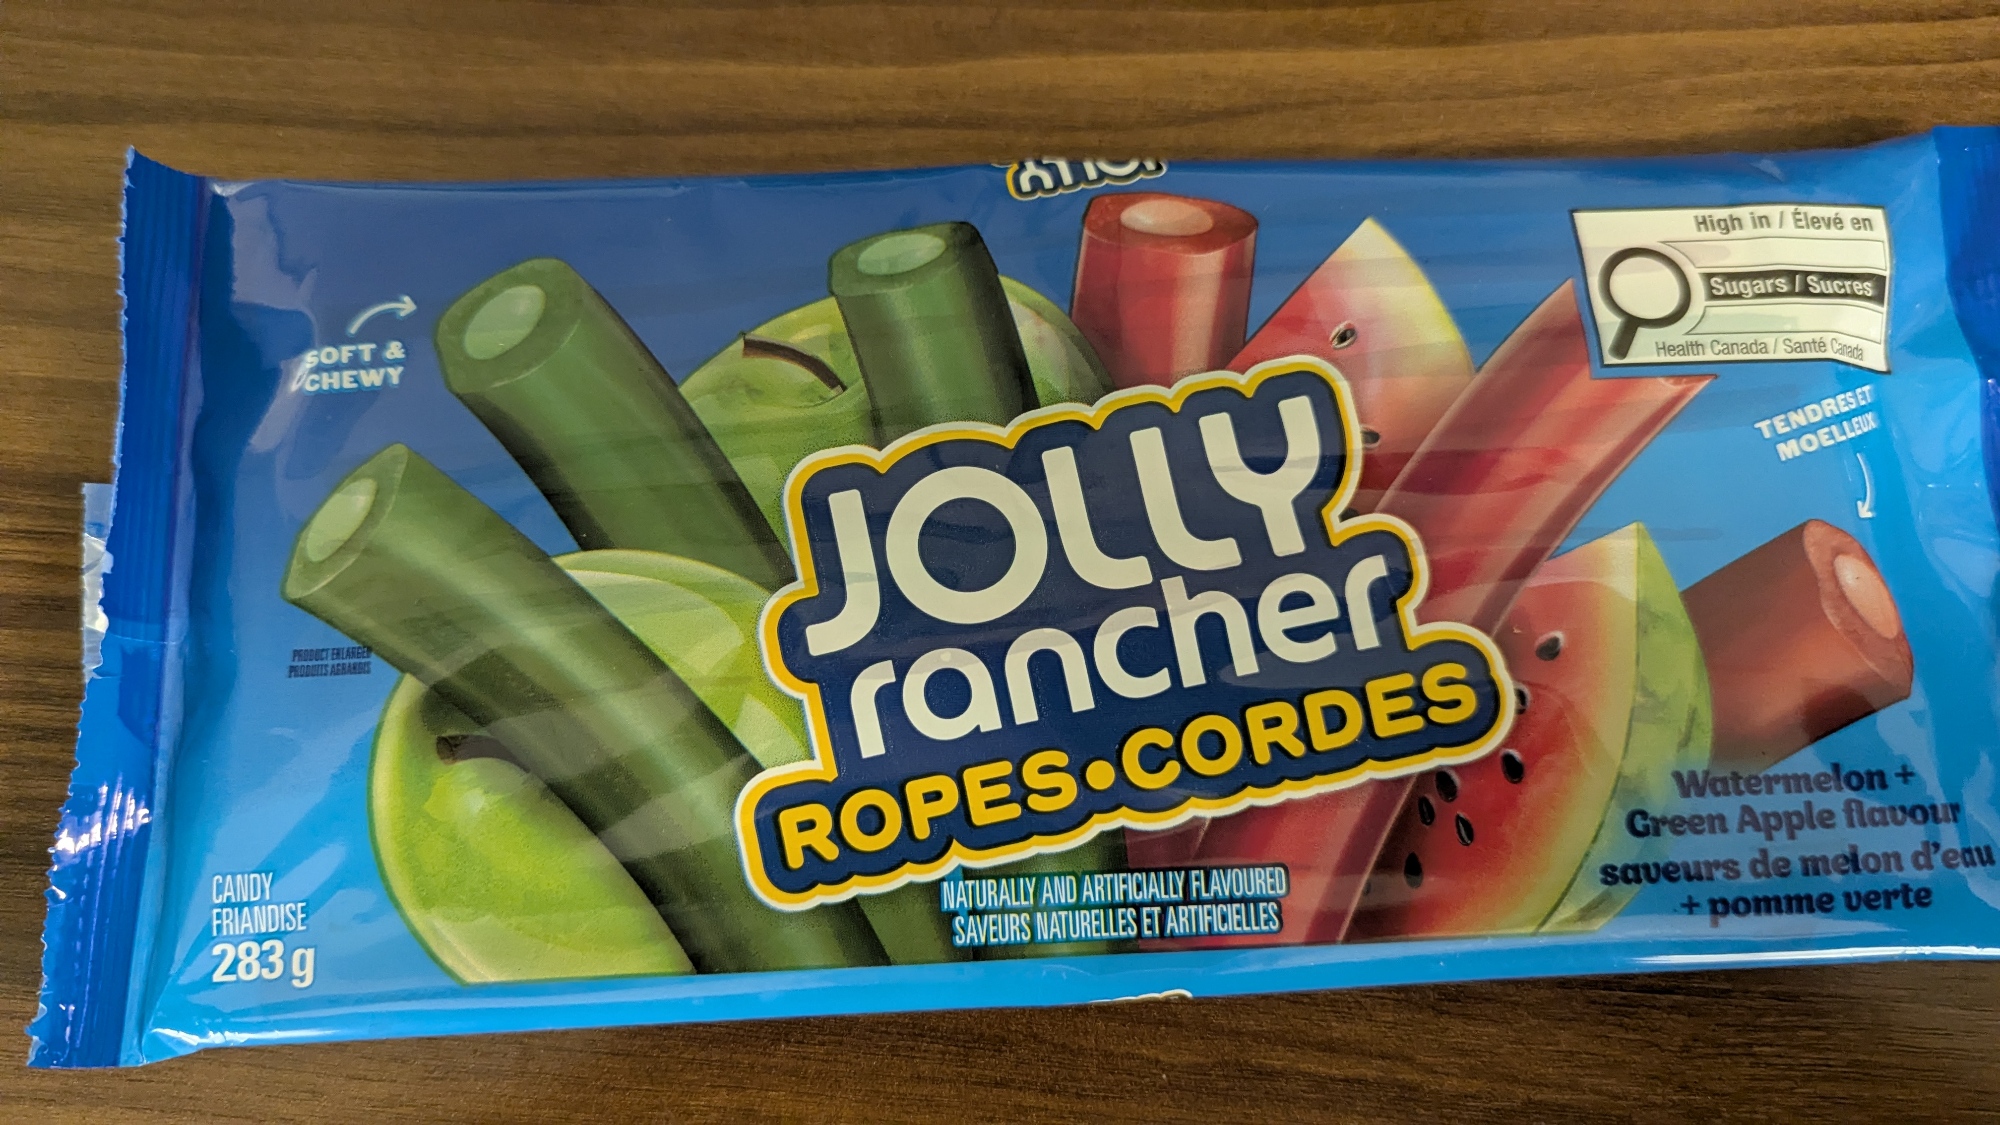 High in / Élevé en
Sugars / Sucres
Health Canada / Santé Canada
SOFT &
CHEWY
TENDRES ET
MOELLEUX
JOLLY
rancher
ROPES•CORDES
PRODUCT ENLARGED
PRODUITS AGRANDIS
Watermelon +
Green Apple flavour
saveurs de melon d'eau
+ pomme verte
CANDY
FRIANDISE
283 g
NATURALLY AND ARTIFICIALLY FLAVOURED
SAVEURS NATURELLES ET ARTIFICIELLES